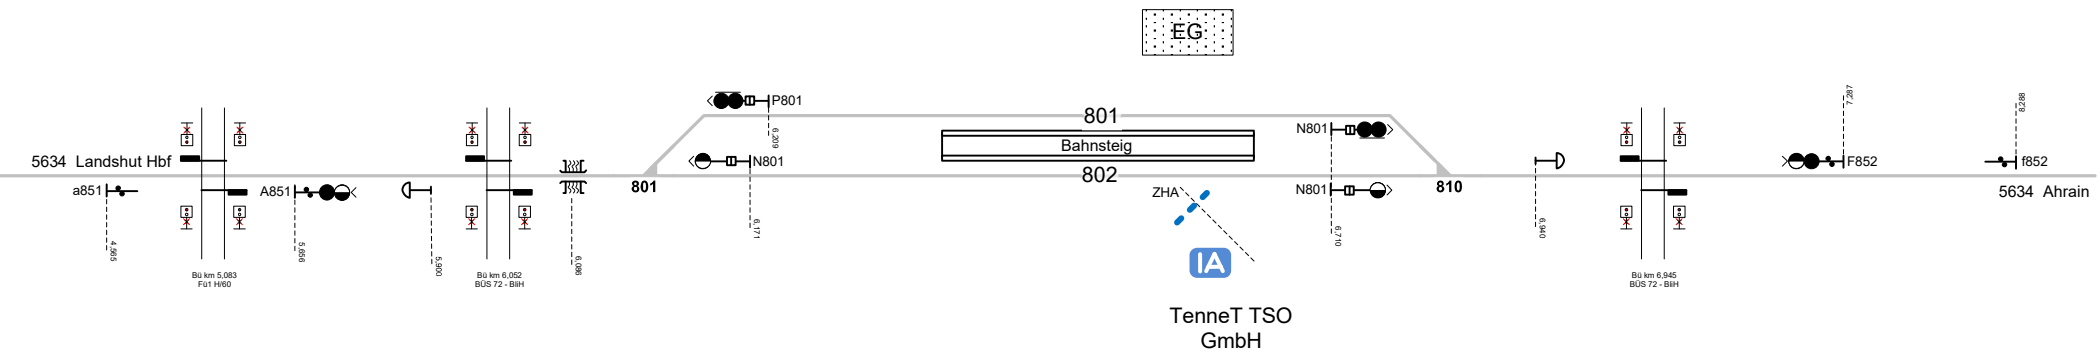 EG
P801
6,209
801
N801
Bahnsteig
5634 Landshut Hbf
N801
F852
7,287
f852
8,288
a851
4,565
A851
5,656
5,900
6,086
801
6,171
802
ZHA
N801
6,710
810
6,940
5634 Ahrain
Bü km 5,083
Fü1 H/60
Bü km 6,052
BÜS 72 - BliH
Bü km 6,945
BÜS 72 - BliH
IA
TenneT TSO
GmbH